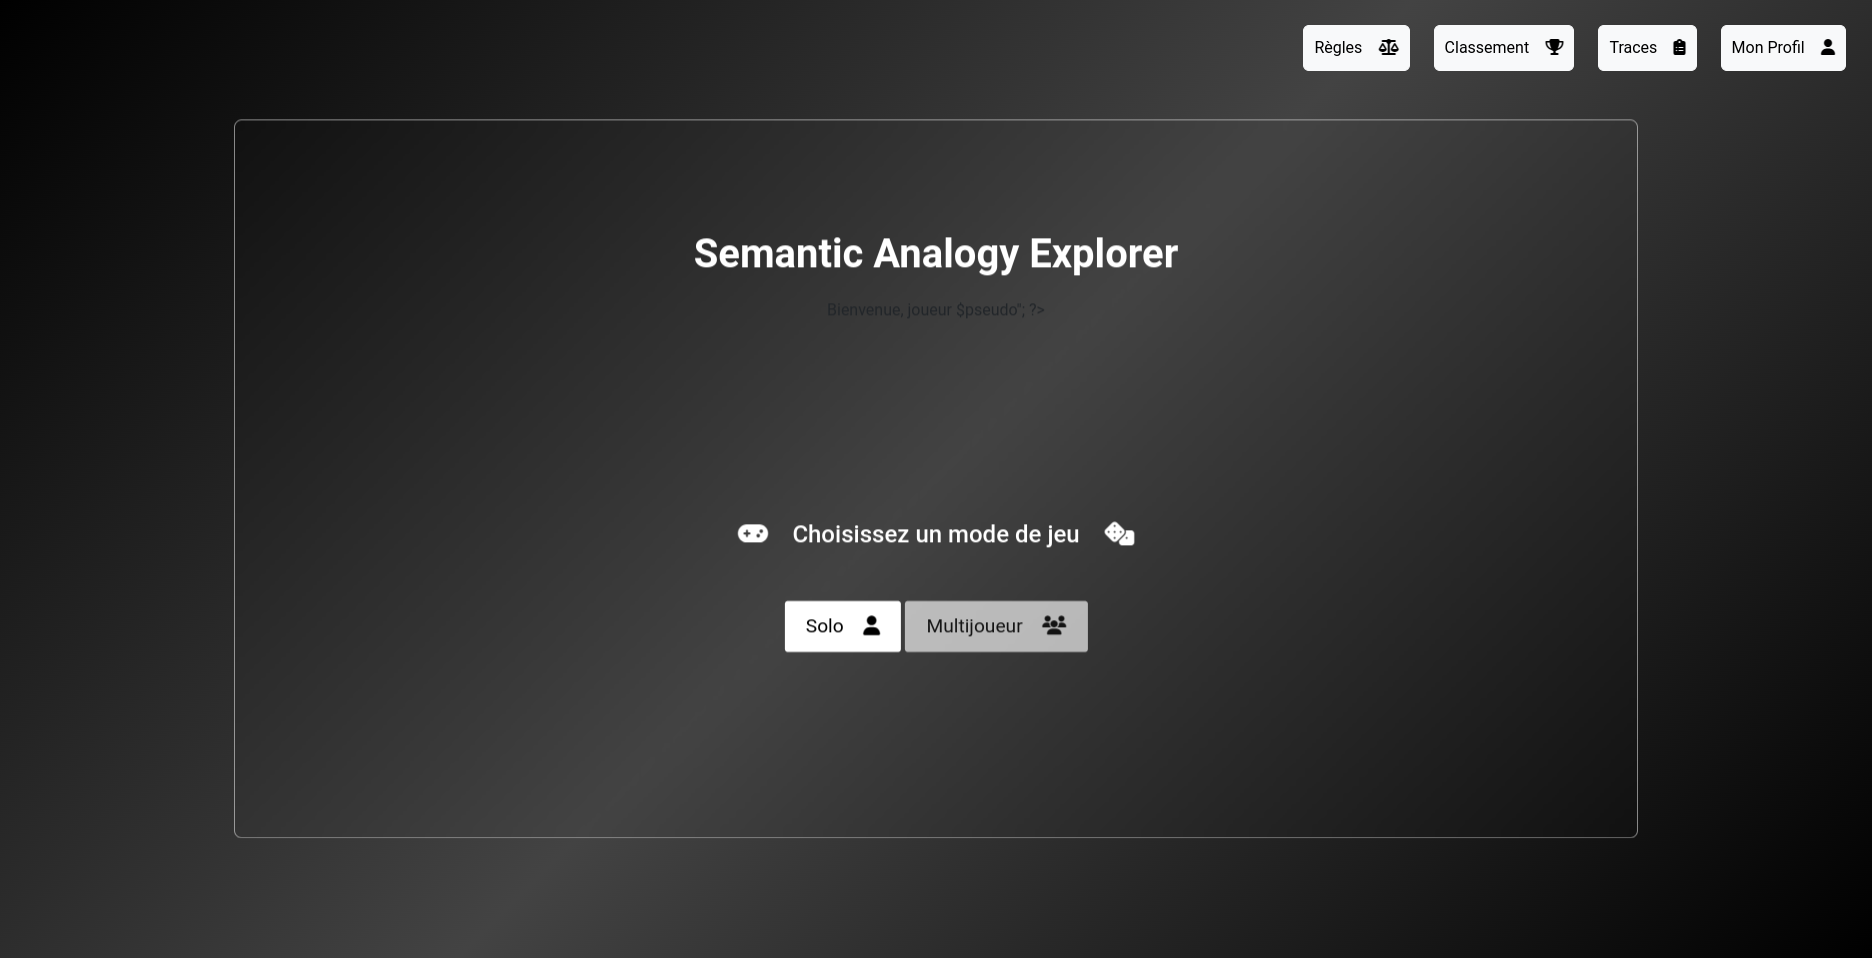 Règles
Classement
Traces
Mon Profil
Semantic Analogy Explorer
Bienvenue, joueur $pseudo"; ?>
Choisissez un mode de jeu
Solo
Multijoueur